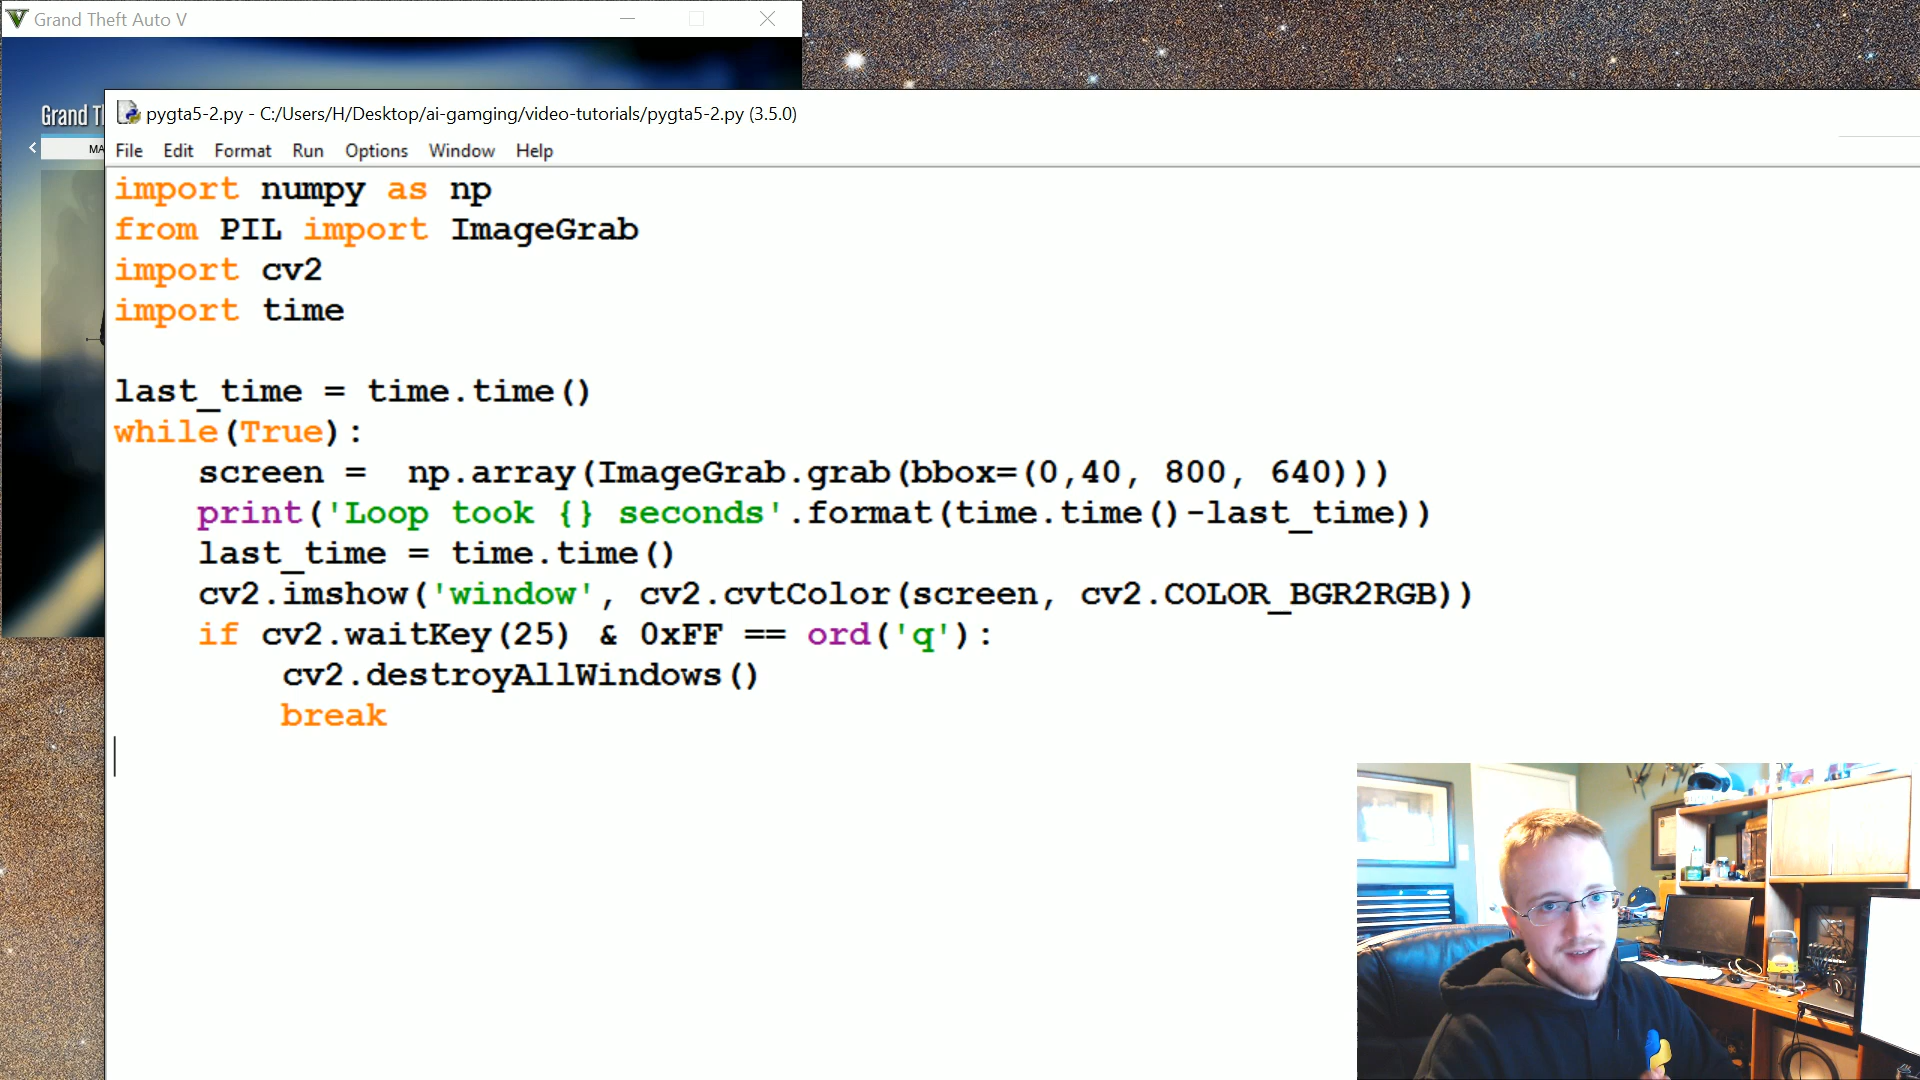 Grand Theft Auto V
Grand T
MA
pygta5-2.py - C:/Users/H/Desktop/ai-gamging/video-tutorials/pygta5-2.py (3.5.0)
File Edit Format Run Options Window Help
import numpy as np
from PIL import ImageGrab
import cv2
import time
last_time = time.time()
while(True):
    screen =  np.array(ImageGrab.grab(bbox=(0,40, 800, 640)))
    print('Loop took {} seconds'.format(time.time()-last_time))
    last_time = time.time()
    cv2.imshow('window', cv2.cvtColor(screen, cv2.COLOR_BGR2RGB))
    if cv2.waitKey(25) & 0xFF == ord('q'):
        cv2.destroyAllWindows()
        break